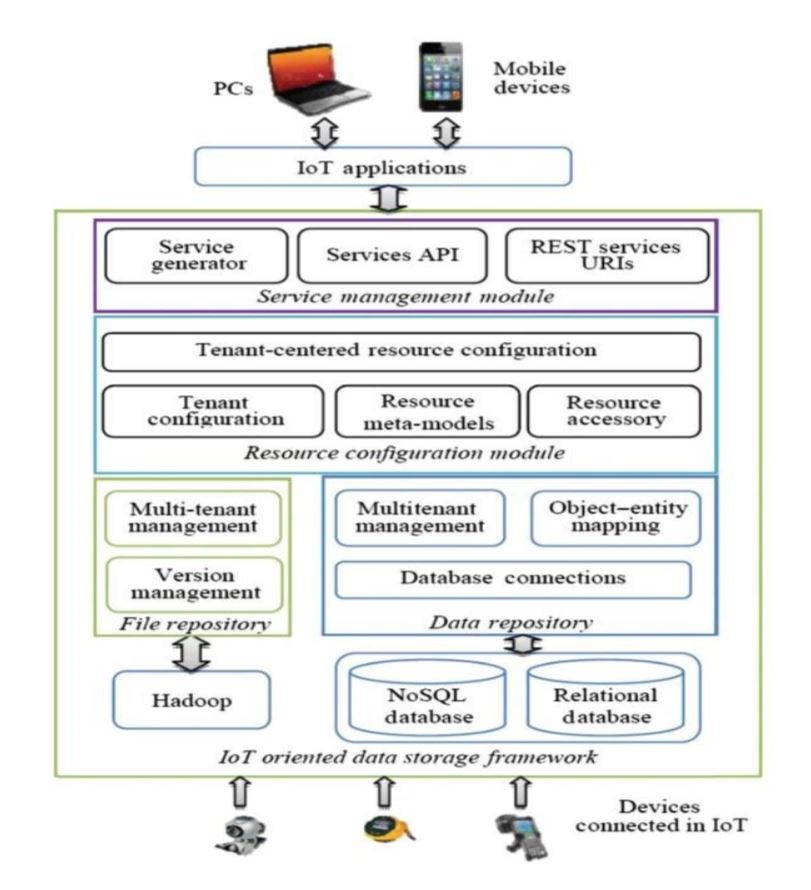 PCs
Mobile
devices
IoT applications
Service
generator
Services API
REST services
URIs
Service management module
Tenant-centered resource configuration
Tenant
configuration
Resource
meta-models
Resource
accessory
Resource configuration module
Multi-tenant
management
Version
management
File repository
Multitenant
management
Object–entity
mapping
Database connections
Data repository
Hadoop
NoSQL
database
Relational
database
IoT oriented data storage framework
Devices
connected in IoT